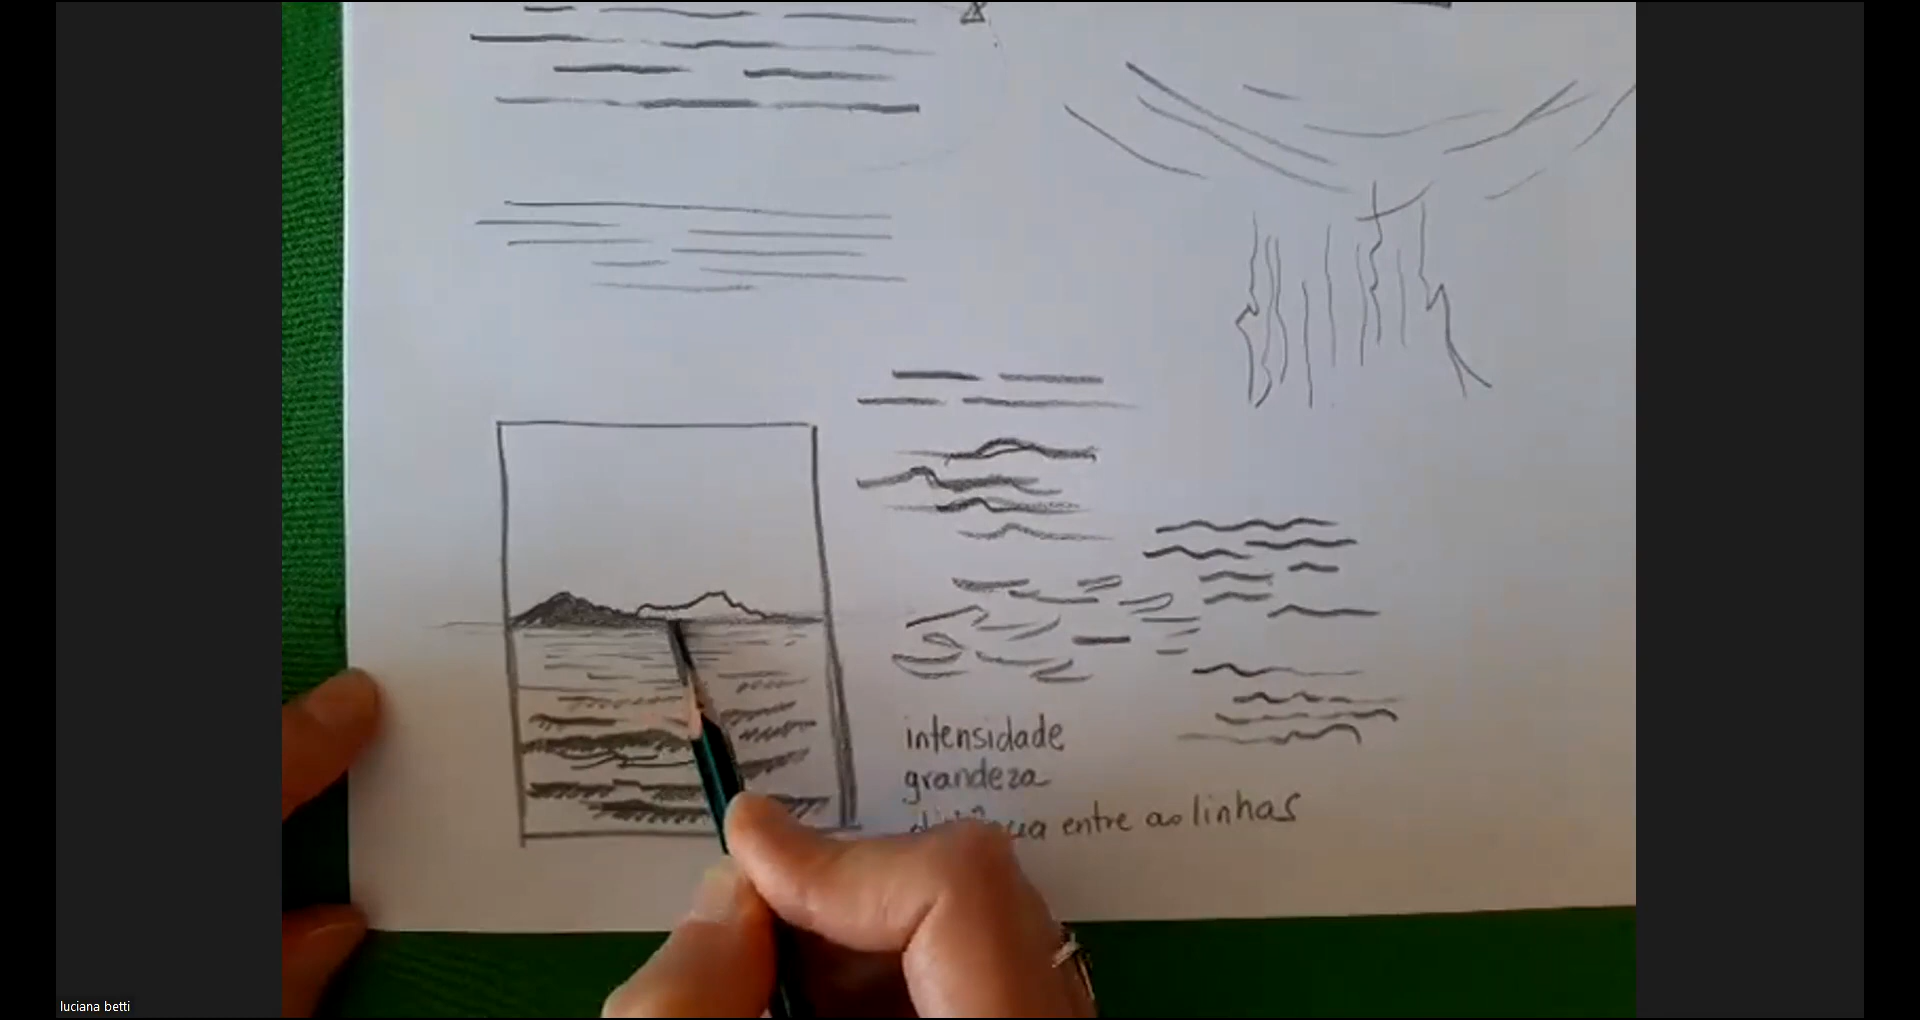 intensidade
grandeza
entre as linhas
luciana betti